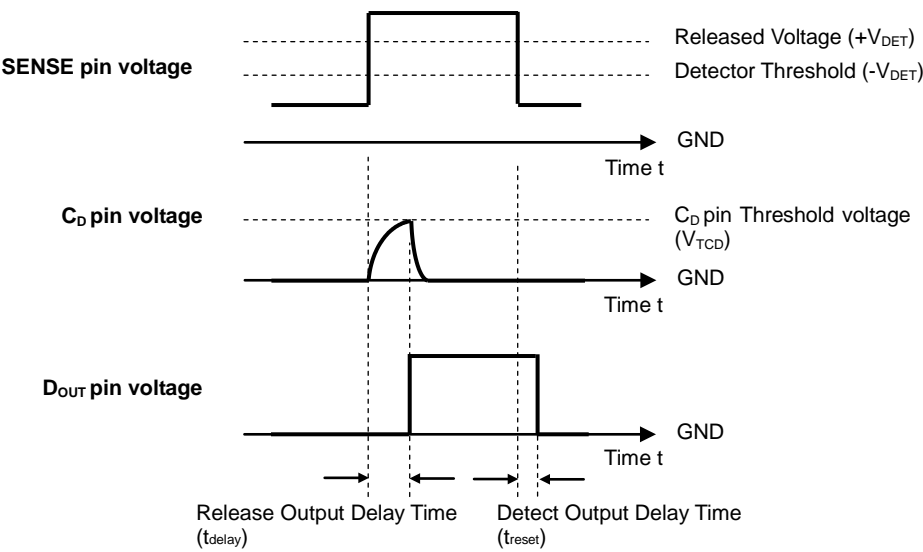 Released Voltage (+VDET)
SENSE pin voltage
Detector Threshold (-VDET)
GND
Time t
CD pin voltage
CD pin Threshold voltage
(VTCD)
GND
Time t
DOUT pin voltage
GND
Time t
Release Output Delay Time
(tdelay)
Detect Output Delay Time
(treset)